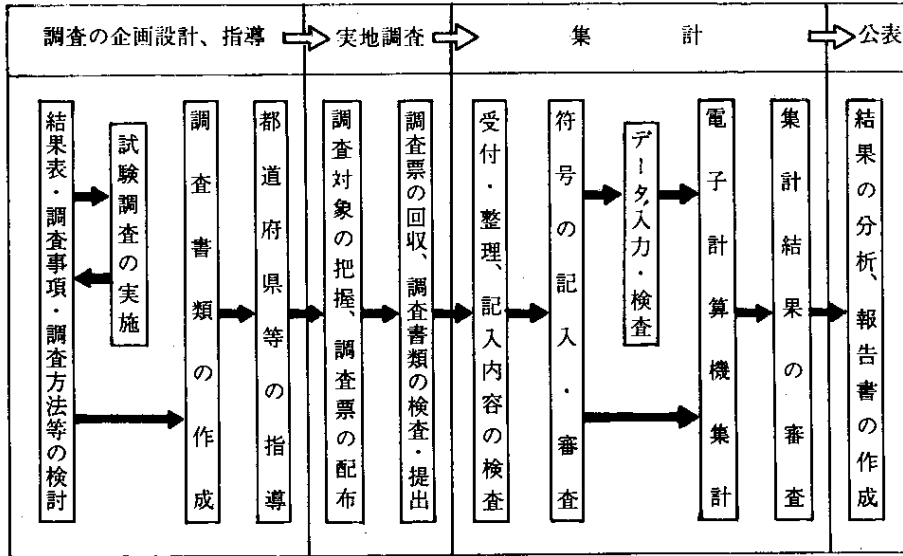 調査の企画設計、指導
実地調査
集計
公表
結果表・調査事項・調査方法等の検討
試験調査の実施
調査書類の作成
都道府県等の指導
調査対象の把握、調査票の配布
調査票の回収、調査書類の検査・提出
受付・整理、記入内容の検査
符号の記入・審査
データ入力・検査
電子計算機集計
集計結果の審査
結果の分析、報告書の作成